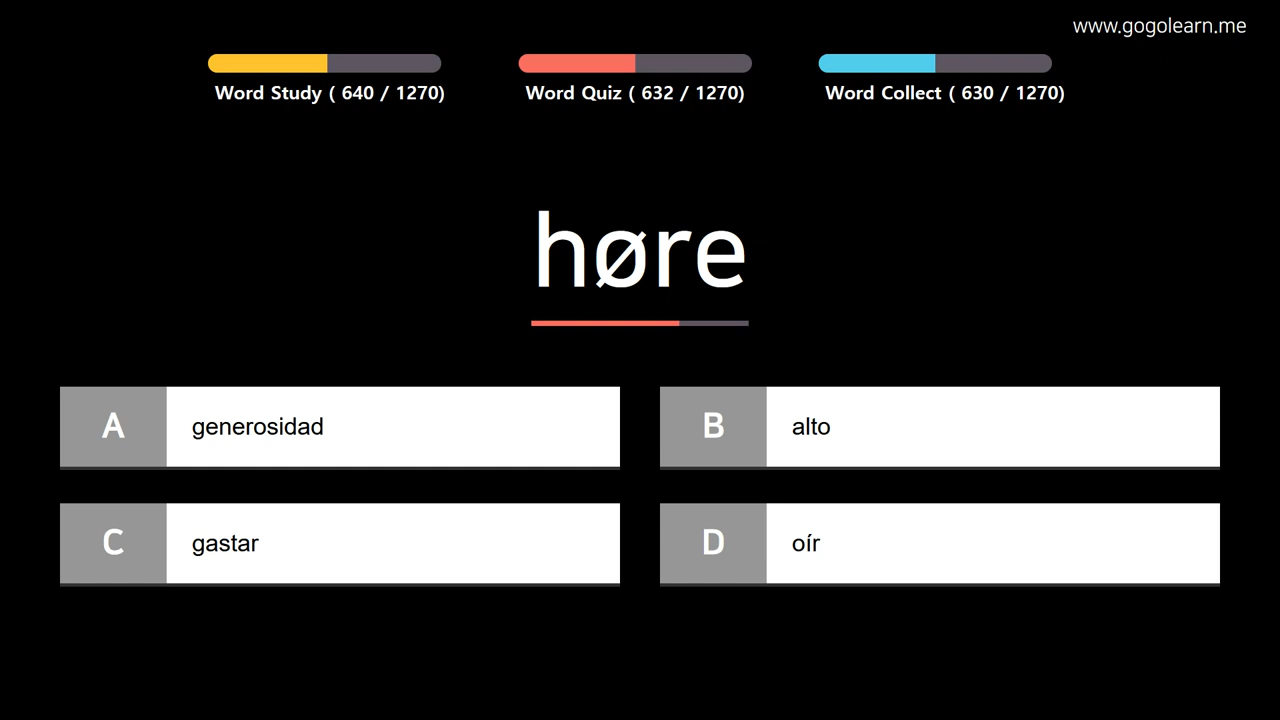 www.gogolearn.me
Word Study ( 640 / 1270)
Word Quiz ( 632 / 1270)
Word Collect ( 630 / 1270)
høre
A
generosidad
B
alto
C
gastar
D
oír